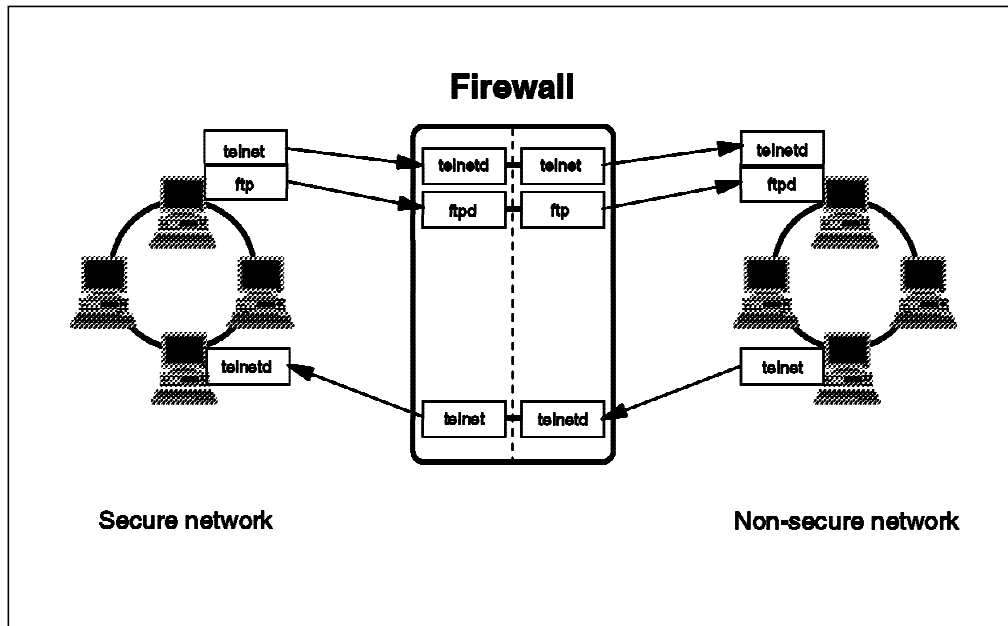 Firewall
telnet
ftp
telnetd
telnet
ftpd
ftp
telnetd
ftpd
telnetd
telnet
telnetd
telnet
Secure network
Non-secure network